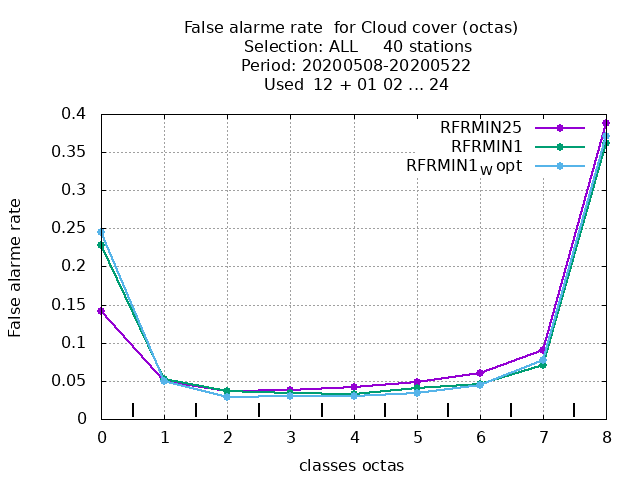 False alarme rate  for Cloud cover (octas)
Selection: ALL     40 stations
Period: 20200508-20200522
Used  12 + 01 02 ... 24
RFRMIN25
RFRMIN1
RFRMIN1W opt
False alarme rate
0.4
0.35
0.3
0.25
0.2
0.15
0.1
0.05
0
0 1 2 3 4 5 6 7 8
classes octas